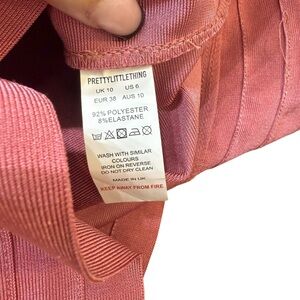 PRETTYLITTLETHING
UK 10 US 6
EUR 38 AUS 10
92% POLYESTER
8% ELASTANE
WASH WITH SIMILAR
COLOURS
IRON ON REVERSE
DO NOT DRY CLEAN
MADE IN UK
KEEP AWAY FROM FIRE